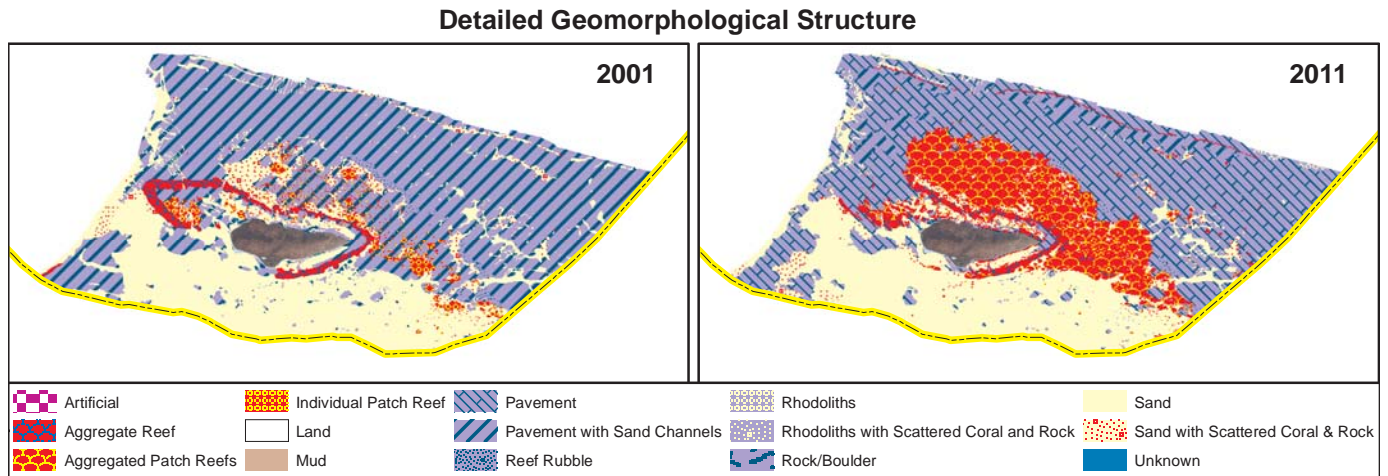 Detailed Geomorphological Structure
2001
2011
Artificial
Individual Patch Reef
Pavement
Rhodoliths
Sand
Aggregate Reef
Land
Pavement with Sand Channels
Rhodoliths with Scattered Coral and Rock
Sand with Scattered Coral & Rock
Aggregated Patch Reefs
Mud
Reef Rubble
Rock/Boulder
Unknown